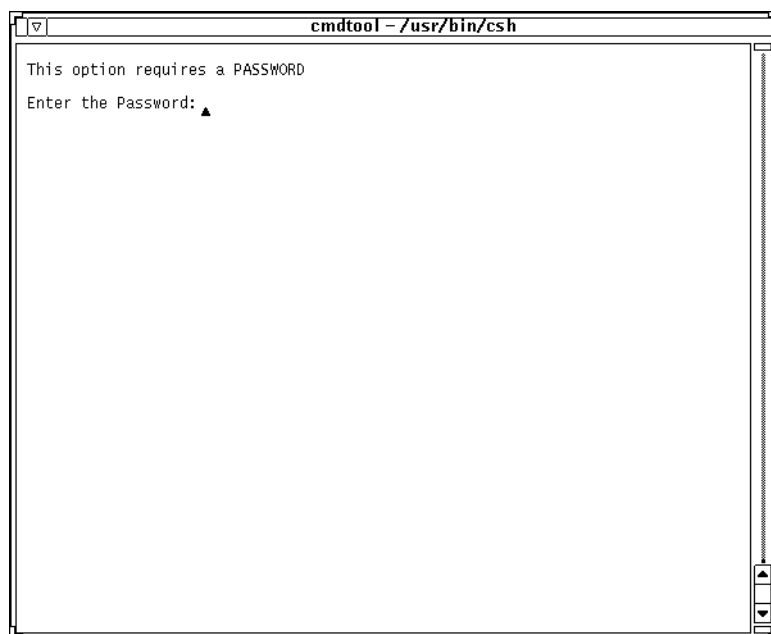 cmdtool – /usr/bin/csh
This option requires a PASSWORD
Enter the Password: